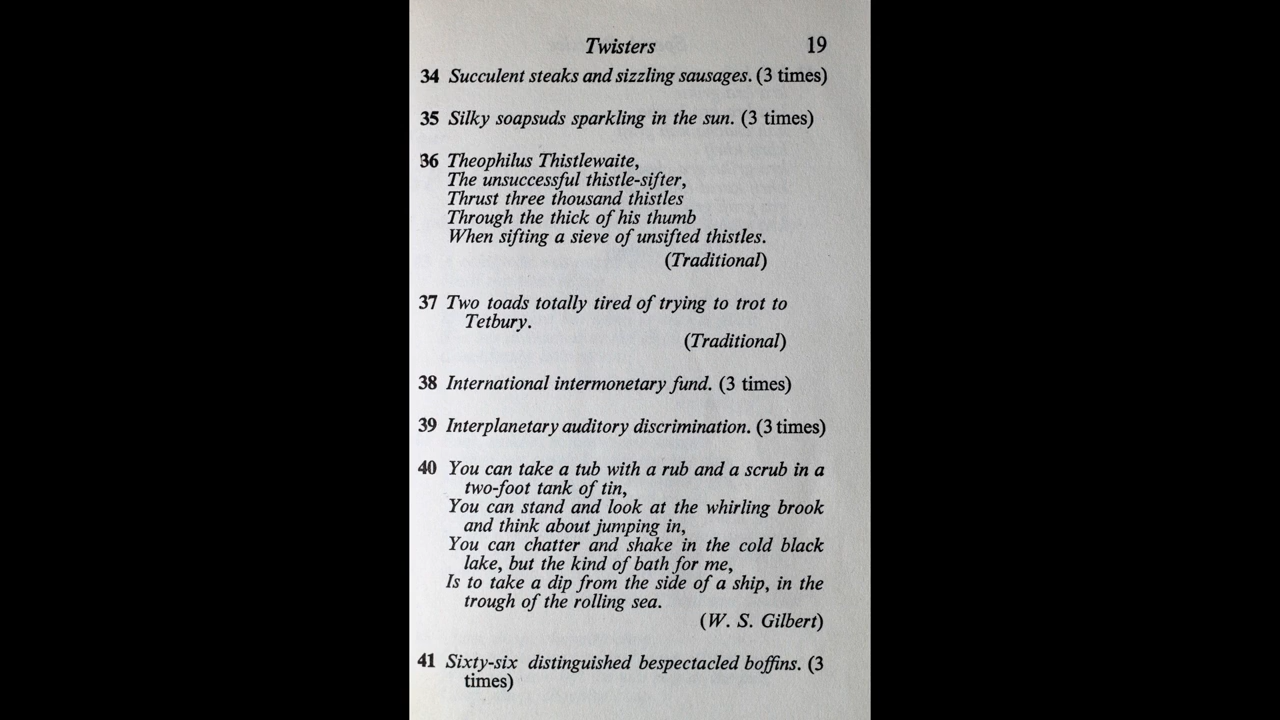 Twisters 19
34 Succulent steaks and sizzling sausages. (3 times)
35 Silky soapsuds sparkling in the sun. (3 times)
36 Theophilus Thistlewaite,
The unsuccessful thistle-sifter,
Thrust three thousand thistles
Through the thick of his thumb
When sifting a sieve of unsifted thistles.
(Traditional)
37 Two toads totally tired of trying to trot to
Tetbury.
(Traditional)
38 International intermonetary fund. (3 times)
39 Interplanetary auditory discrimination. (3 times)
40 You can take a tub with a rub and a scrub in a
two-foot tank of tin,
You can stand and look at the whirling brook
and think about jumping in,
You can chatter and shake in the cold black
lake, but the kind of bath for me,
Is to take a dip from the side of a ship, in the
trough of the rolling sea.
(W. S. Gilbert)
41 Sixty-six distinguished bespectacled boffins. (3
times)